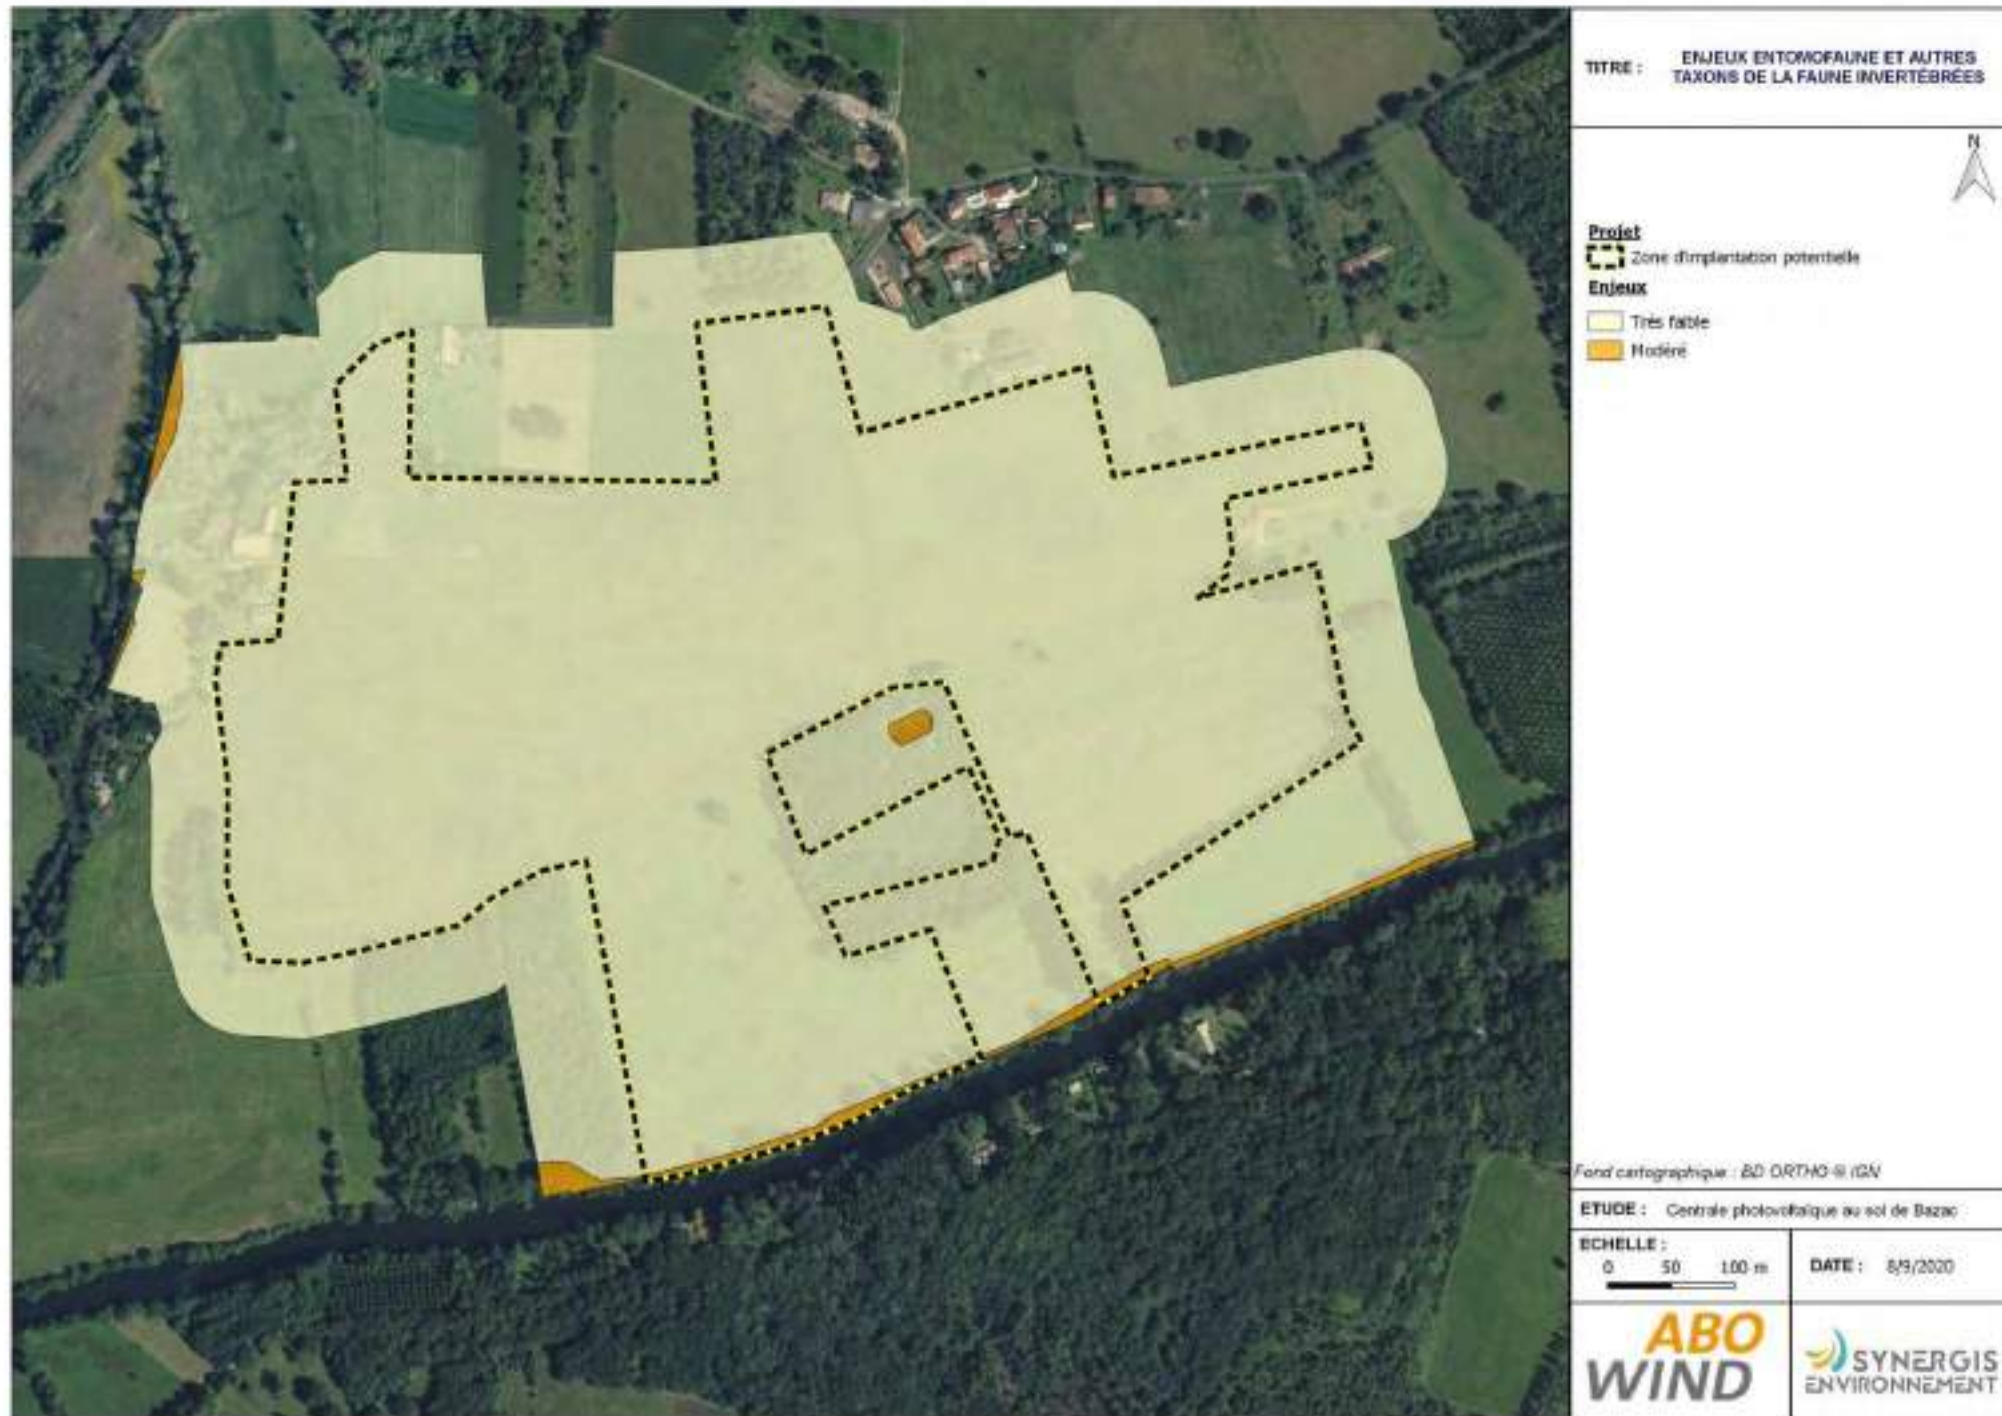 TITRE : ENJEUX ENTOMOFAUNE ET AUTRES
TAXONS DE LA FAUNE INVERTÉBRÉES
N
Projet
Zone d'implantation potentielle
Enjeux
Très faible
Modéré
Fond cartographique : BD ORTHO ® IGN
ETUDE : Centrale photovoltaïque au sol de Bazac
ECHELLE :
0 50 100 m
DATE : 8/9/2020
ABO
WIND
SYNERGIS
ENVIRONNEMENT